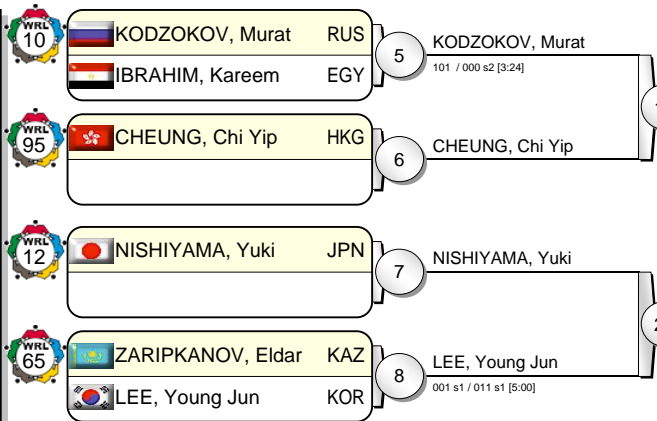 WRL
10
KODZOKOV, Murat RUS
IBRAHIM, Kareem EGY
5
KODZOKOV, Murat
101 / 000 s2 [3:24]
WRL
95
CHEUNG, Chi Yip HKG
6
CHEUNG, Chi Yip
WRL
12
NISHIYAMA, Yuki JPN
7
NISHIYAMA, Yuki
WRL
65
ZARIPKANOV, Eldar KAZ
LEE, Young Jun KOR
8
LEE, Young Jun
001 s1 / 011 s1 [5:00]